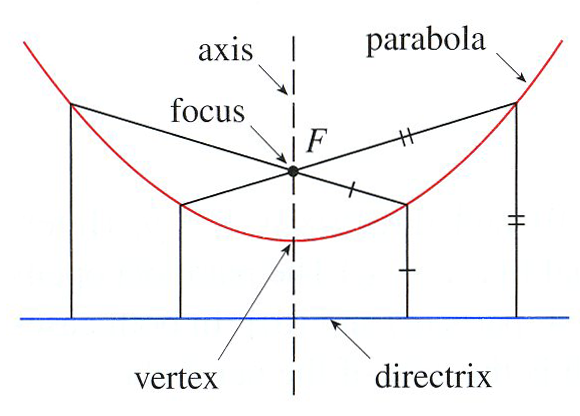 parabola
axis
focus
F
vertex
directrix